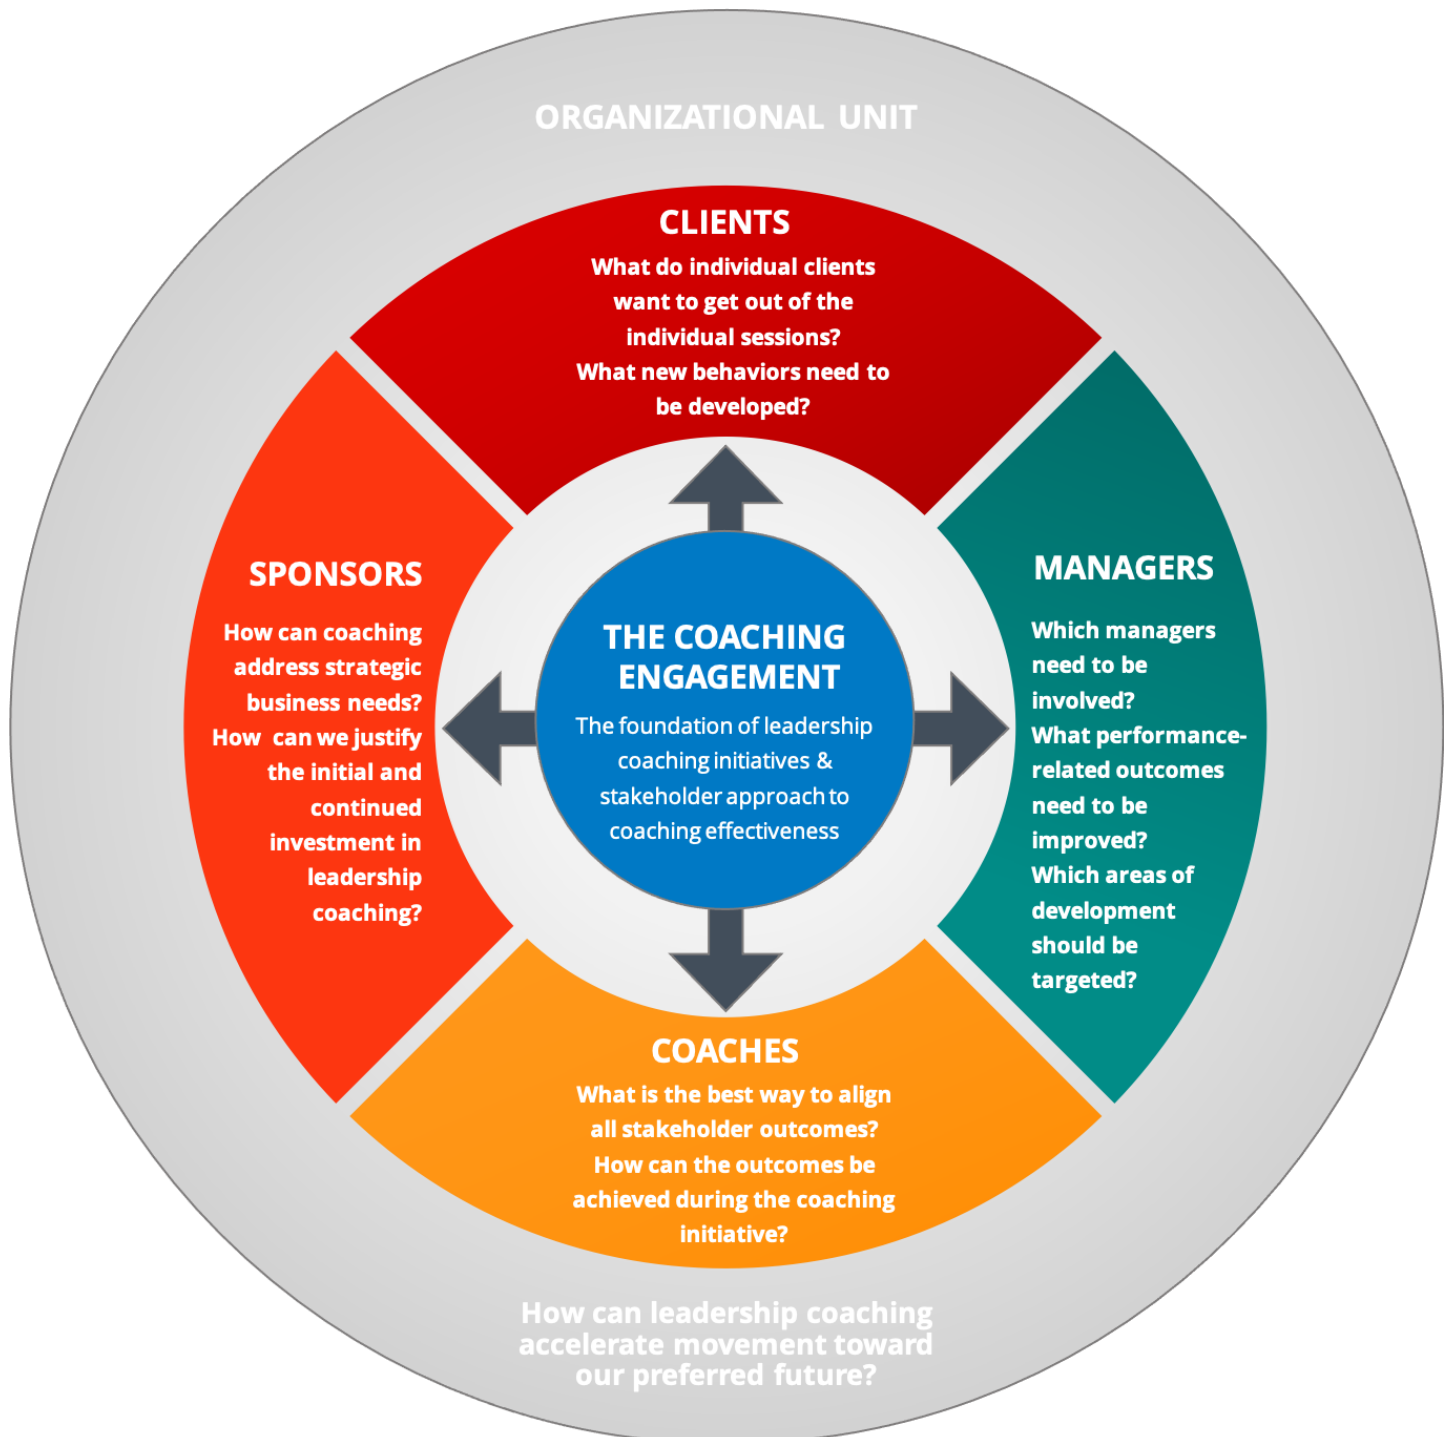 ORGANIZATIONAL UNIT
CLIENTS
What do individual clients
want to get out of the
individual sessions?
What new behaviors need to
be developed?
SPONSORS
How can coaching
address strategic
business needs?
How can we justify
the initial and
continued
investment in
leadership
coaching?
THE COACHING
ENGAGEMENT
The foundation of leadership
coaching initiatives &
stakeholder approach to
coaching effectiveness
MANAGERS
Which managers
need to be
involved?
What performance-
related outcomes
need to be
improved?
Which areas of
development
should be
targeted?
COACHES
What is the best way to align
all stakeholder outcomes?
How can the outcomes be
achieved during the coaching
initiative?
How can leadership coaching
accelerate movement toward
our preferred future?